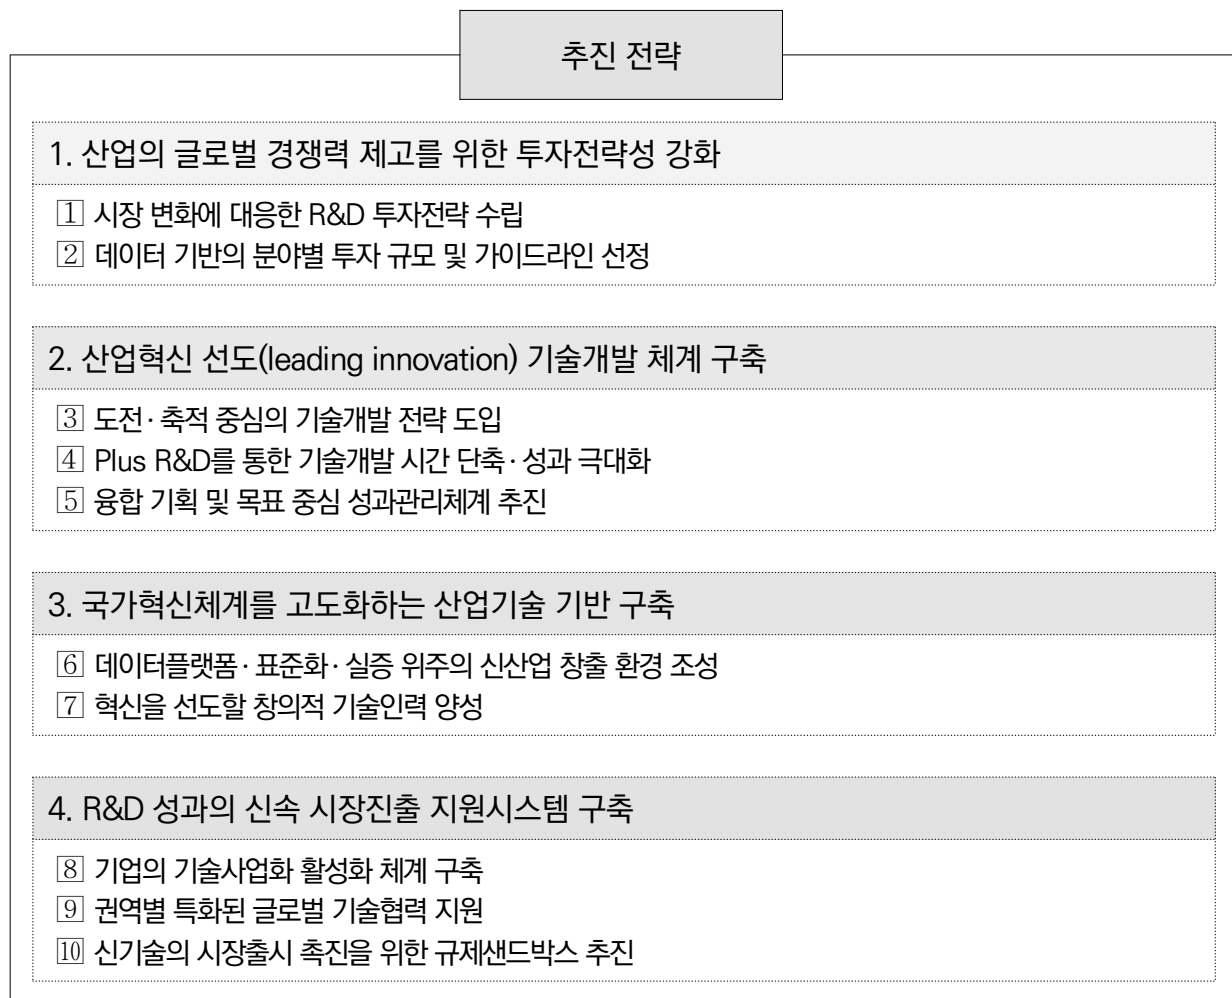 추진 전략
1. 산업의 글로벌 경쟁력 제고를 위한 투자전략성 강화
1 시장 변화에 대응한 R&D 투자전략 수립
2 데이터 기반의 분야별 투자 규모 및 가이드라인 선정
2. 산업혁신 선도(leading innovation) 기술개발 체계 구축
3 도전·축적 중심의 기술개발 전략 도입
4 Plus R&D를 통한 기술개발 시간 단축·성과 극대화
5 융합 기획 및 목표 중심 성과관리체계 추진
3. 국가혁신체계를 고도화하는 산업기술 기반 구축
6 데이터플랫폼·표준화·실증 위주의 신산업 창출 환경 조성
7 혁신을 선도할 창의적 기술인력 양성
4. R&D 성과의 신속 시장진출 지원시스템 구축
8 기업의 기술사업화 활성화 체계 구축
9 권역별 특화된 글로벌 기술협력 지원
10 신기술의 시장출시 촉진을 위한 규제샌드박스 추진